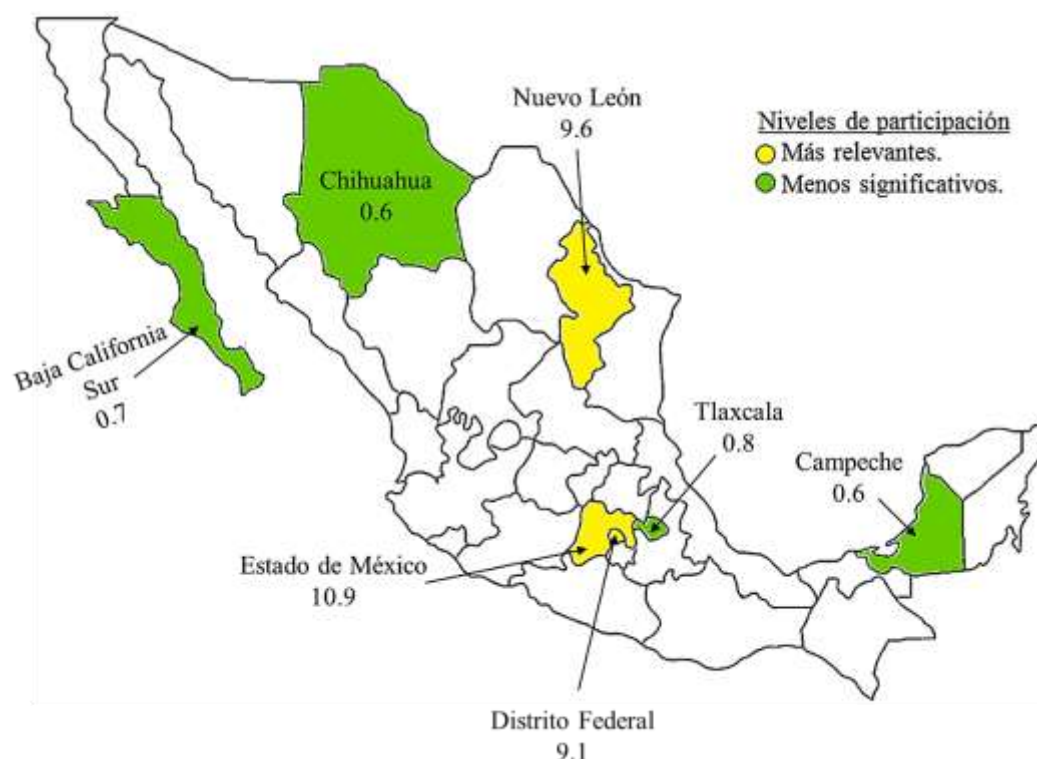 Nuevo León
9.6
Niveles de participación
Más relevantes.
Menos significativos.
Chihuahua
0.6
Baja California
Sur
0.7
Tlaxcala
0.8
Campeche
0.6
Estado de México
10.9
Distrito Federal
9.1